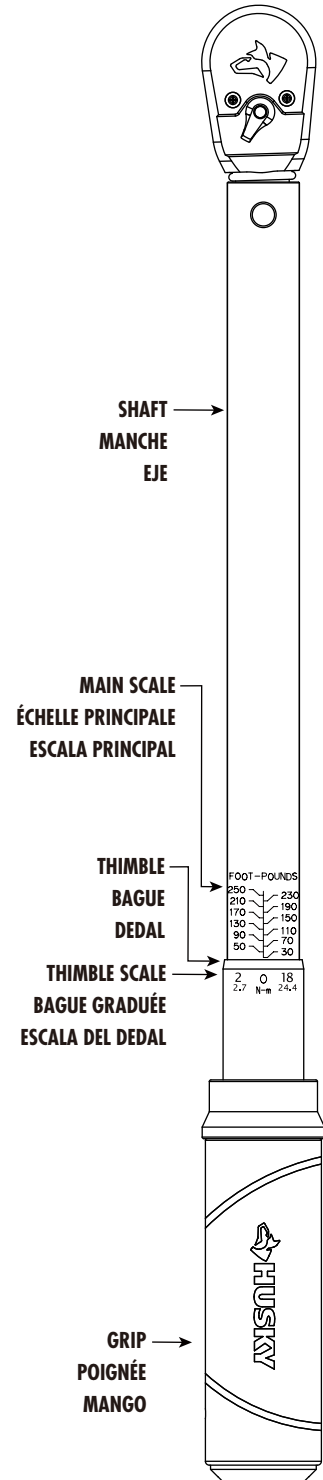 SHAFT
MANCHE
EJE
MAIN SCALE
ÉCHELLE PRINCIPALE
ESCALA PRINCIPAL
FOOT-POUNDS
250 230
210 190
170 150
130 110
90 70
50 30
THIMBLE
BAGUE
DEDAL
THIMBLE SCALE
BAGUE GRADUÉE
ESCALA DEL DEDAL
2 0 18
2.7 N-m 24.4
HUSKY
GRIP
POIGNÉE
MANGO